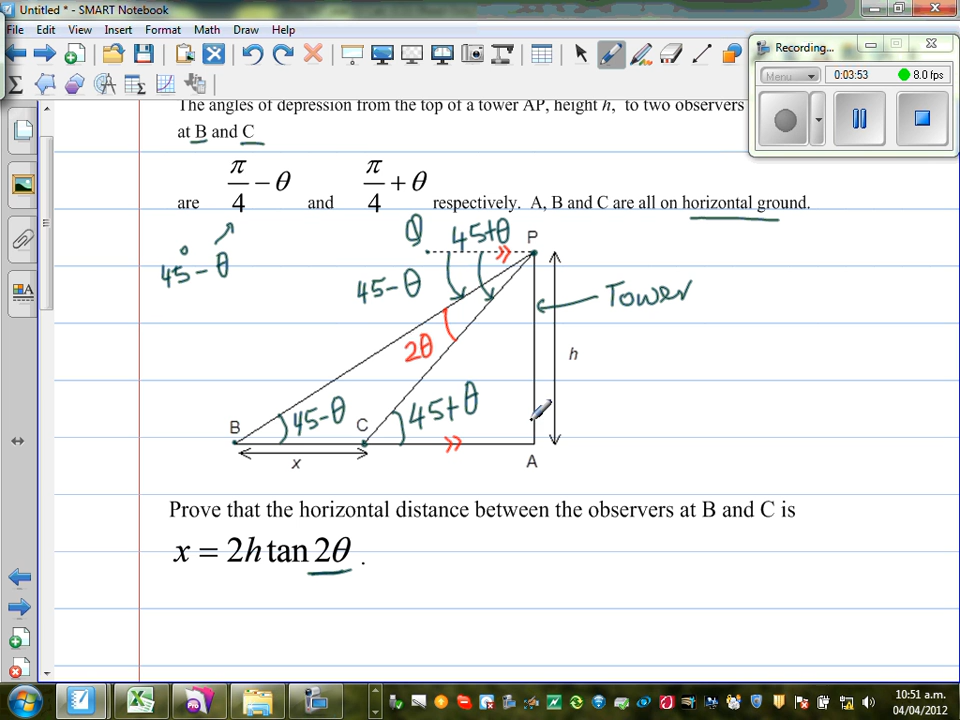 Untitled * - SMART Notebook
File Edit View Insert Format Math Draw Help
Recording...
Menu 0:03:53 8.0 fps
The angles of depression from the top of a tower AP, height h, to two observers
at B and C
are π/4 − θ and π/4 + θ respectively. A, B and C are all on horizontal ground.
45° − θ
Q 45+θ P
45−θ
Tower
2θ
h
B 45−θ C 45+θ
x A
Prove that the horizontal distance between the observers at B and C is
x = 2h tan 2θ .
10:51 a.m.
04/04/2012